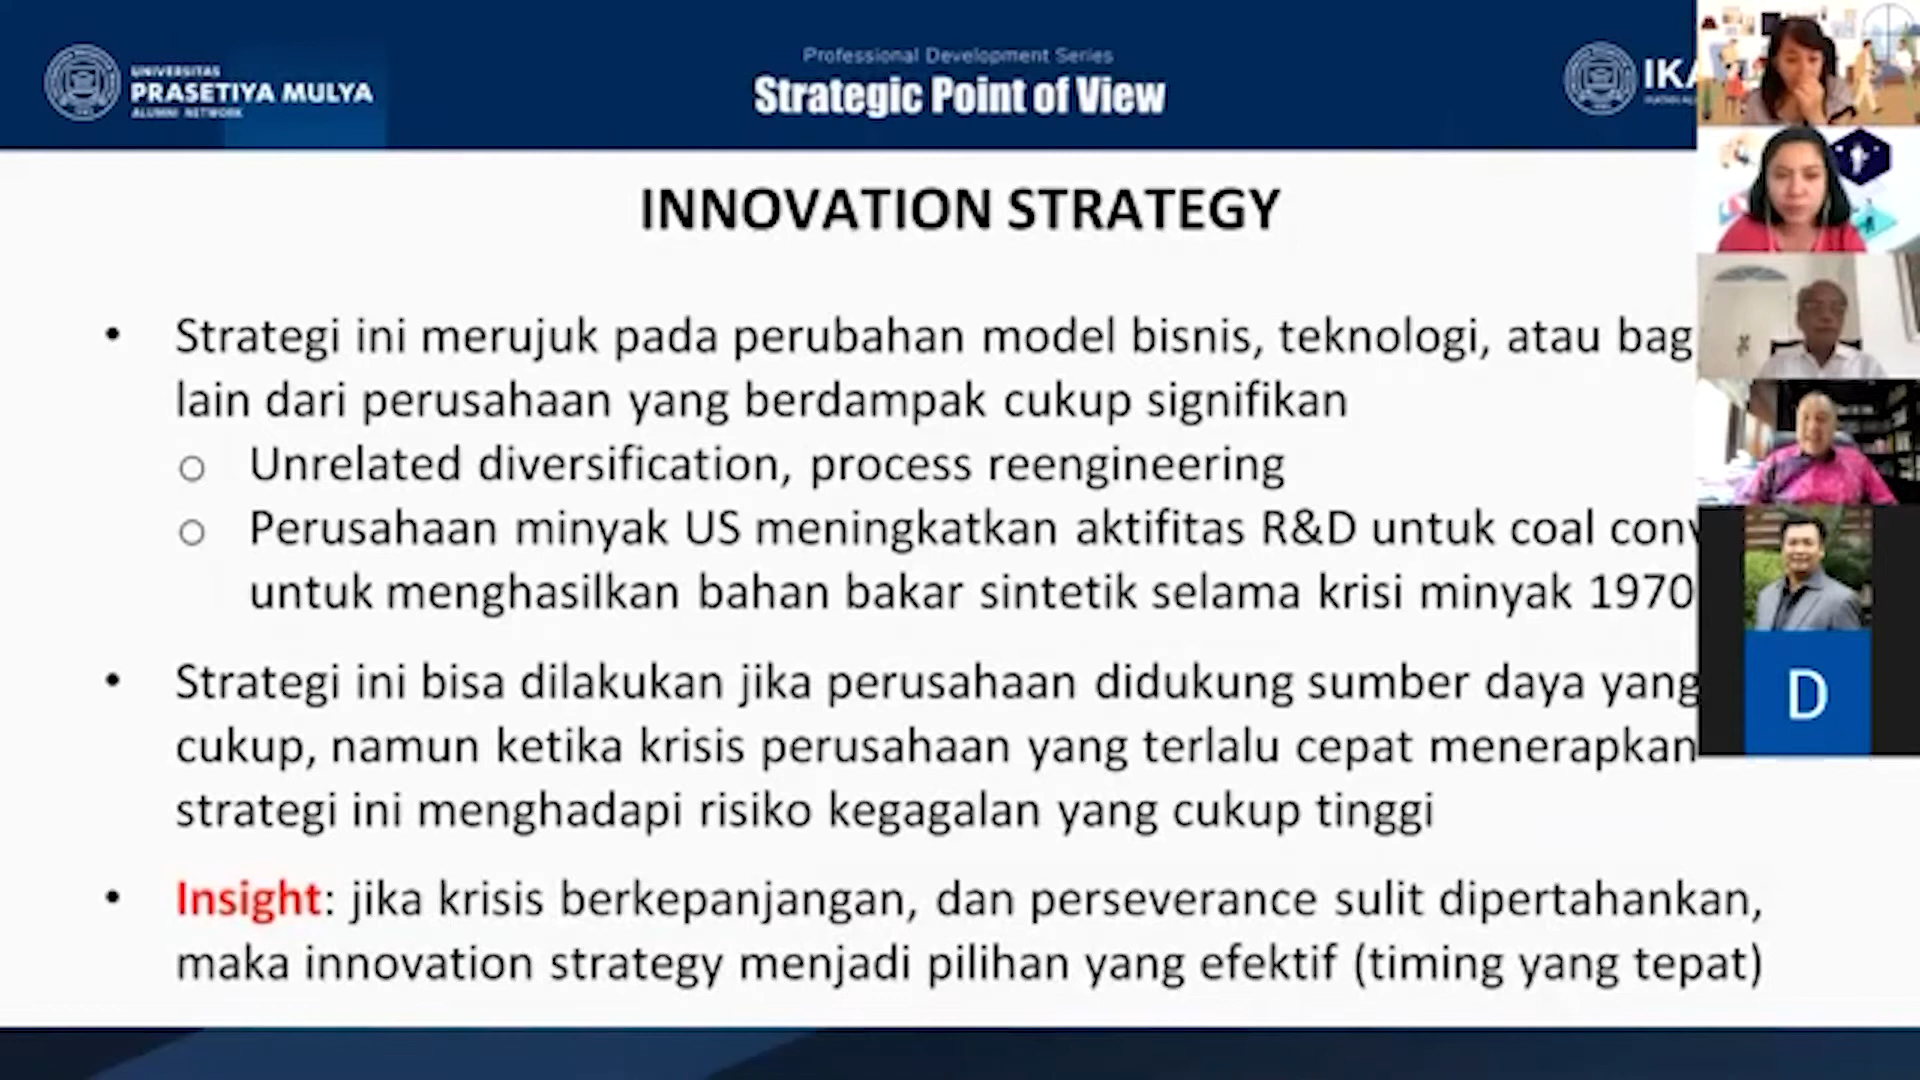 UNIVERSITAS
PRASETIYA MULYA
ALUMNI NETWORK
Professional Development Series
Strategic Point of View
INNOVATION STRATEGY
• Strategi ini merujuk pada perubahan model bisnis, teknologi, atau bag
lain dari perusahaan yang berdampak cukup signifikan
o Unrelated diversification, process reengineering
o Perusahaan minyak US meningkatkan aktifitas R&D untuk coal conv
untuk menghasilkan bahan bakar sintetik selama krisi minyak 1970
• Strategi ini bisa dilakukan jika perusahaan didukung sumber daya yang
cukup, namun ketika krisis perusahaan yang terlalu cepat menerapkan
strategi ini menghadapi risiko kegagalan yang cukup tinggi
• Insight: jika krisis berkepanjangan, dan perseverance sulit dipertahankan,
maka innovation strategy menjadi pilihan yang efektif (timing yang tepat)
IKA
D